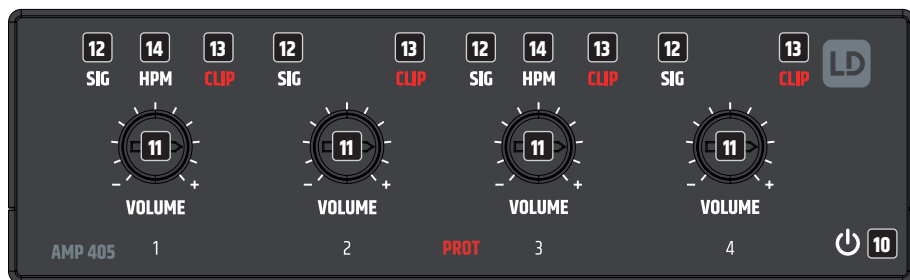 12 14 13 12 13 12 14 13 12 13
SIG HPM CLIP SIG CLIP SIG HPM CLIP SIG CLIP LD
11 11 11 11
- + - + - + - +
VOLUME VOLUME VOLUME VOLUME
AMP 405 1 2 PROT 3 4 10